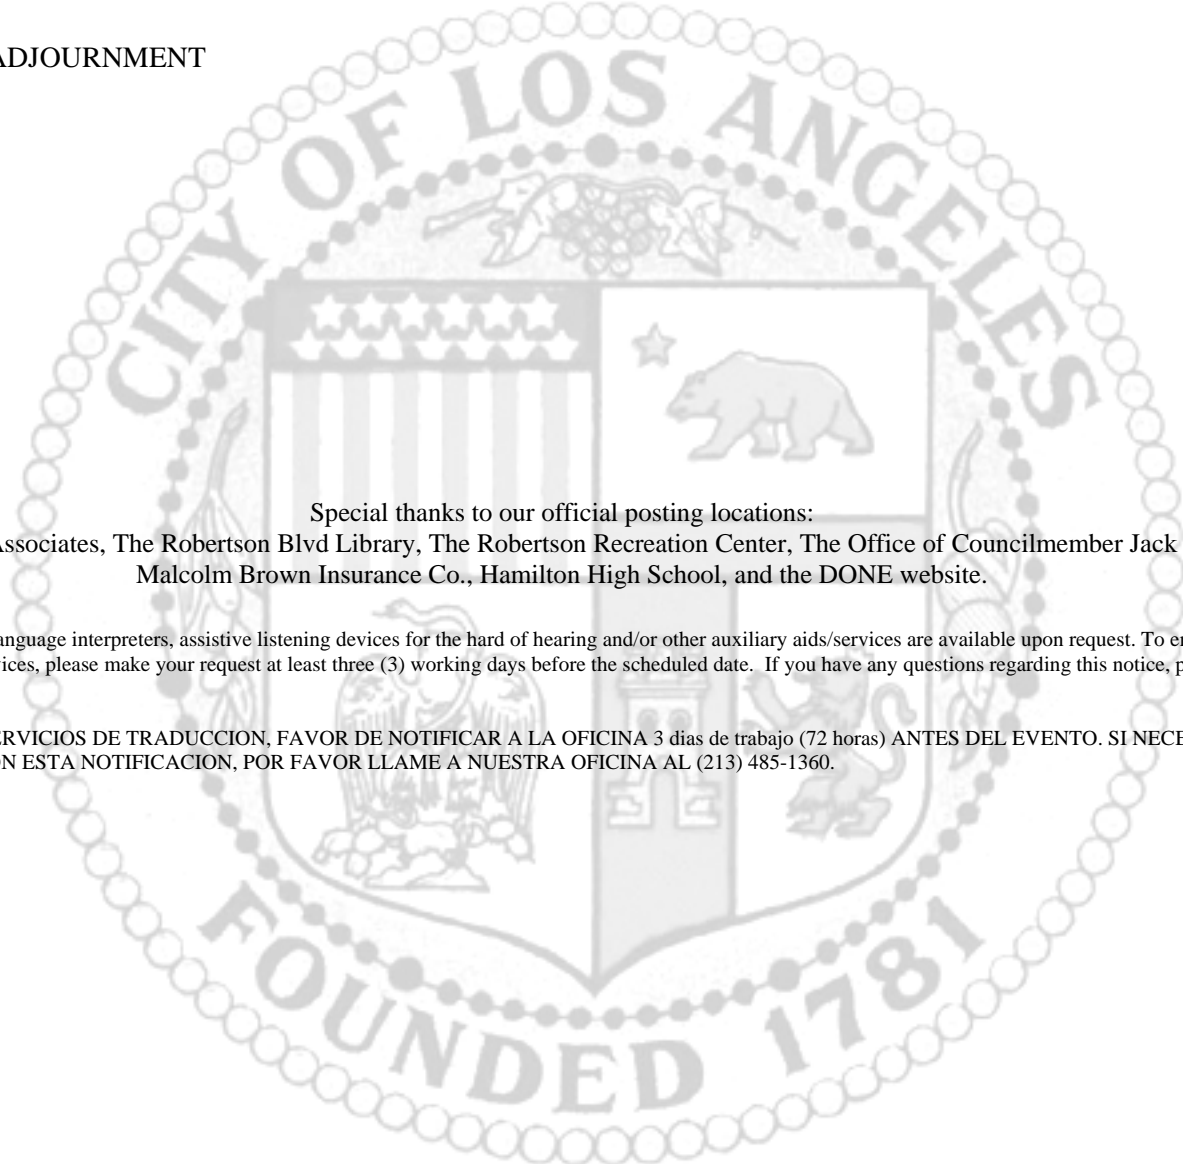 ADJOURNMENT
CITY OF LOS ANGELES
Special thanks to our official posting locations:
Associates, The Robertson Blvd Library, The Robertson Recreation Center, The Office of Councilmember Jack
Malcolm Brown Insurance Co., Hamilton High School, and the DONE website.
language interpreters, assistive listening devices for the hard of hearing and/or other auxiliary aids/services are available upon request. To
please make your request at least three (3) working days before the scheduled date. If you have any questions regarding this notice,
DE TRADUCCION, FAVOR DE NOTIFICAR A LA OFICINA 3 dias de trabajo (72 horas) ANTES DEL EVENTO. SI
ESTA NOTIFICACION, POR FAVOR LLAME A NUESTRA OFICINA AL (213) 485-1360.
FOUNDED 1781